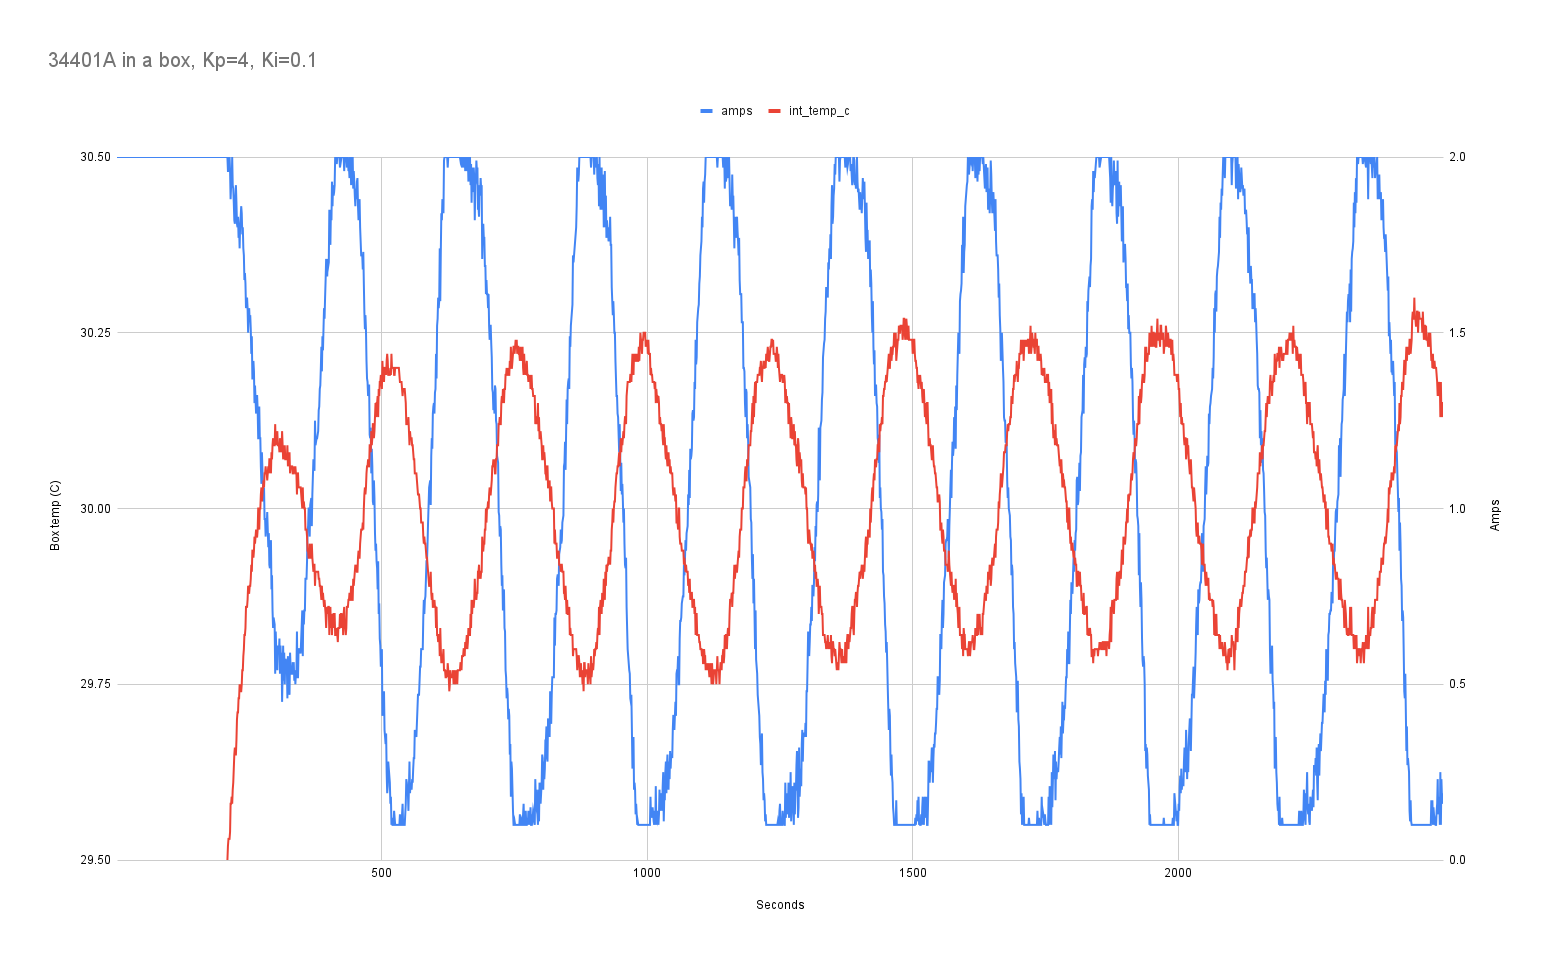 34401A in a box, Kp=4, Ki=0.1
amps int_temp_c
30.50 2.0
30.25 1.5
30.00 1.0
29.75 0.5
29.50 0.0
Box temp (C)
Amps
500 1000 1500 2000
Seconds